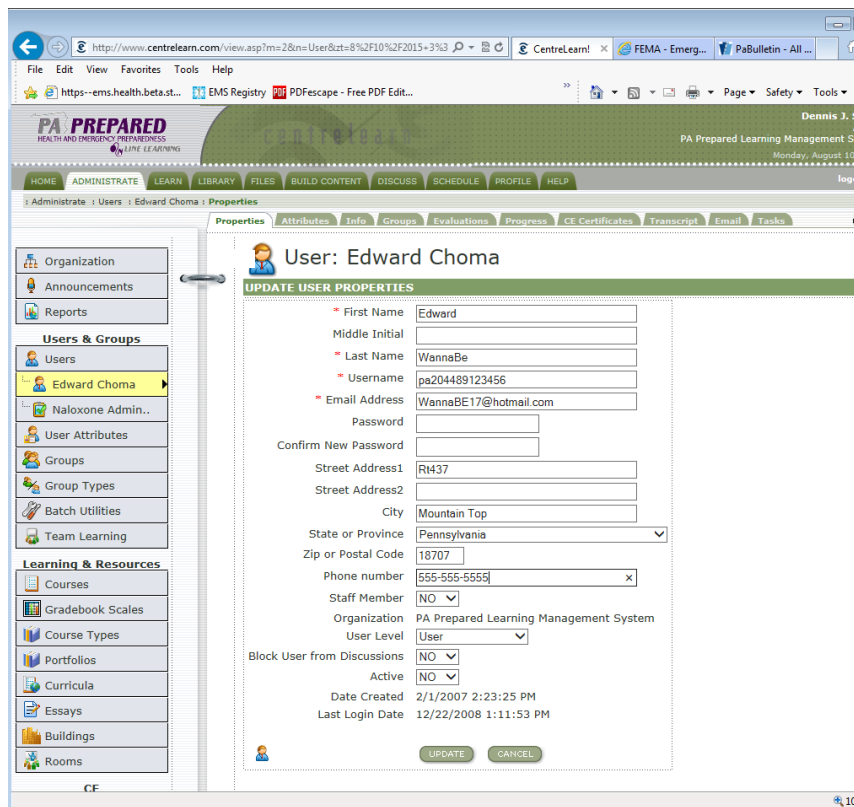 http://www.centrelearn.com/view.asp?m=2&n=User&zt=8%2F10%2F2015+3%3 CentreLearn! × FEMA - Emerg... PaBulletin - All ...
File Edit View Favorites Tools Help
https--ems.health.beta.st... EMS Registry PDFescape - Free PDF Edit... » Page Safety Tools
PA PREPARED
HEALTH AND EMERGENCY PREPAREDNESS
ON LINE LEARNING
centrelearn
Dennis J.
PA Prepared Learning Management S
Monday, August 10
HOME ADMINISTRATE LEARN LIBRARY FILES BUILD CONTENT DISCUSS SCHEDULE PROFILE HELP log
: Administrate : Users : Edward Choma : Properties
Properties Attributes Info Groups Evaluations Progress CE Certificates Transcript Email Tasks
Organization
Announcements
Reports
Users & Groups
Users
Edward Choma
Naloxone Admin..
User Attributes
Groups
Group Types
Batch Utilities
Team Learning
Learning & Resources
Courses
Gradebook Scales
Course Types
Portfolios
Curricula
Essays
Buildings
Rooms
CE
User: Edward Choma
UPDATE USER PROPERTIES
* First Name Edward
Middle Initial
* Last Name WannaBe
* Username pa204489123456
* Email Address WannaBE17@hotmail.com
Password
Confirm New Password
Street Address1 Rt437
Street Address2
City Mountain Top
State or Province Pennsylvania
Zip or Postal Code 18707
Phone number 555-555-5555 ×
Staff Member NO
Organization PA Prepared Learning Management System
User Level User
Block User from Discussions NO
Active NO
Date Created 2/1/2007 2:23:25 PM
Last Login Date 12/22/2008 1:11:53 PM
UPDATE CANCEL
10